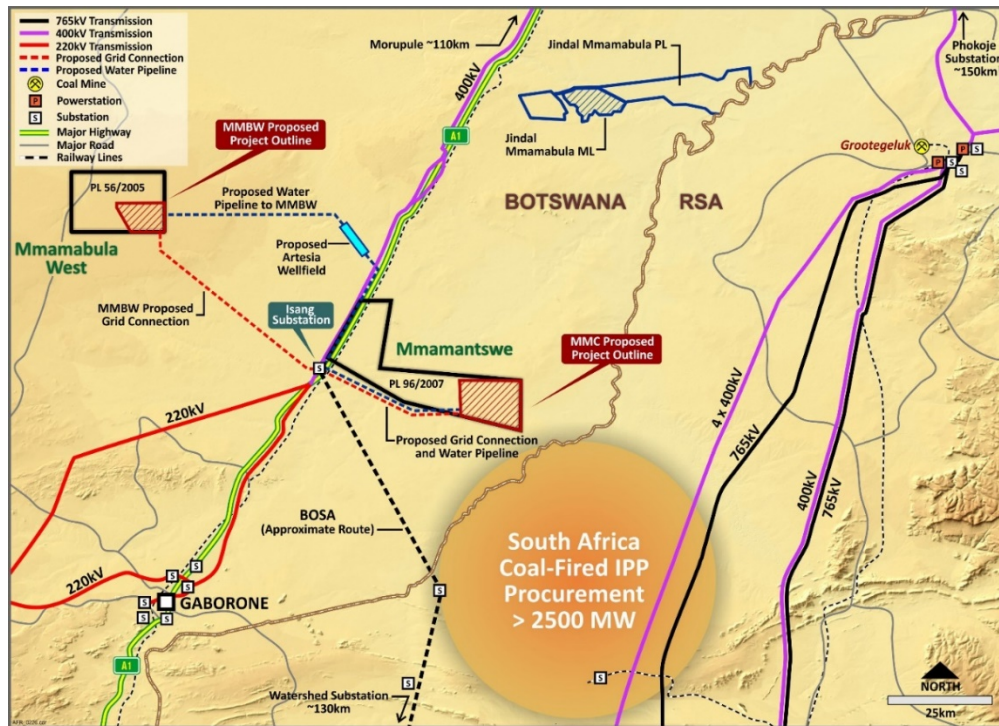 765kV Transmission
400kV Transmission
220kV Transmission
Proposed Grid Connection
Proposed Water Pipeline
Coal Mine
P
Powerstation
S
Substation
Major Highway
Major Road
Railway Lines
Morupule ~110km
400kV
A1
Jindal Mmamabula PL
Jindal
Mmamabula ML
Phokoje
Substation
~150km
Grootegeluk
P
S
P
S
S
MMBW Proposed
Project Outline
PL 56/2005
Mmamabula
West
Proposed Water
Pipeline to MMBW
Proposed
Artesia
Wellfield
BOTSWANA
RSA
MMBW Proposed
Grid Connection
Isang
Substation
S
Mmamantswe
MMC Proposed
Project Outline
PL 96/2007
Proposed Grid Connection
and Water Pipeline
220kV
4 x 400kV
765kV
400kV
765kV
BOSA
(Approximate Route)
South Africa
Coal-Fired IPP
Procurement
> 2500 MW
220kV
S
S
S
S
S
S
GABORONE
S
A1
S
S
Watershed Substation
~130km
NORTH
25km